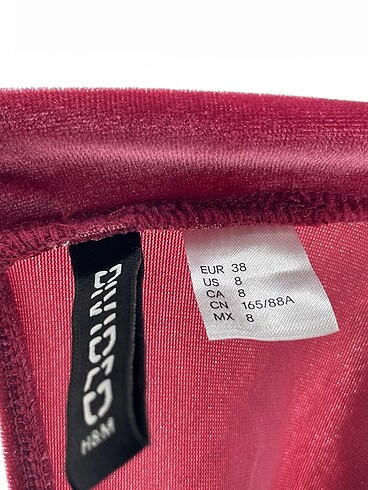 DIVIDED
H&M
EUR 38
US 8
CA 8
CN 165/88A
MX 8